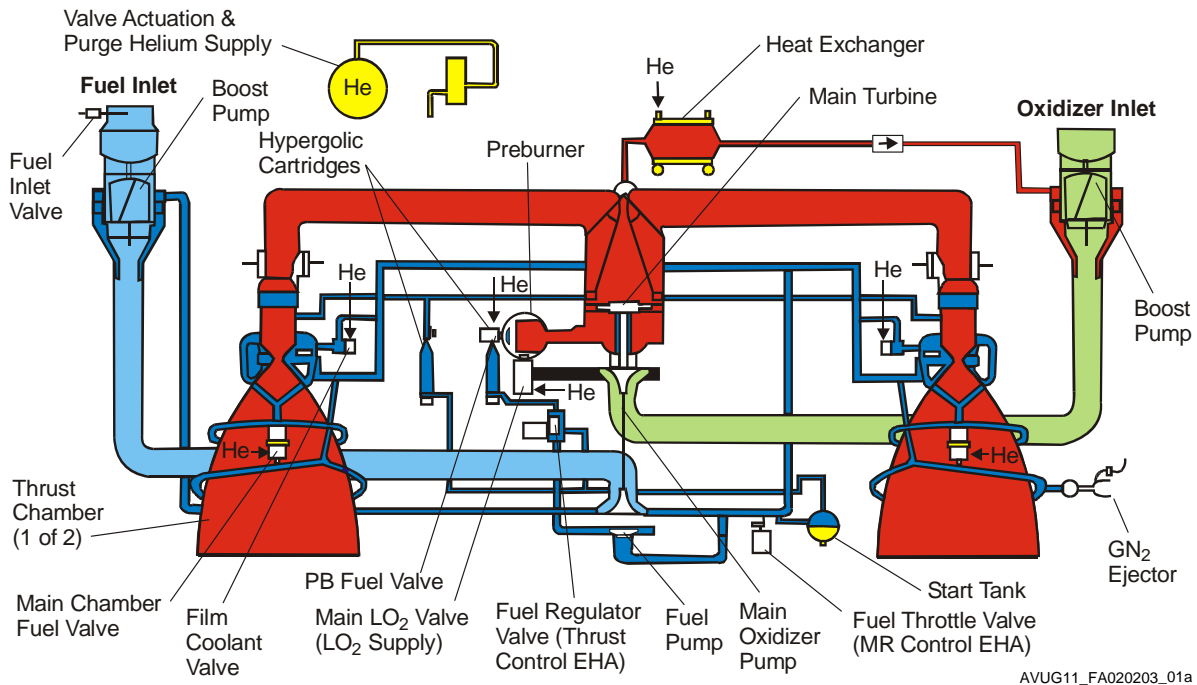 Valve Actuation &
Purge Helium Supply
He
Fuel Inlet
Boost
Pump
Fuel
Inlet
Valve
Hypergolic
Cartridges
Preburner
He
Heat Exchanger
Main Turbine
Oxidizer Inlet
Boost
Pump
He
He
He
He
He
He
Thrust
Chamber
(1 of 2)
Main Chamber
Fuel Valve
Film
Coolant
Valve
PB Fuel Valve
Main LO2 Valve
(LO2 Supply)
Fuel Regulator
Valve (Thrust
Control EHA)
Fuel
Pump
Main
Oxidizer
Pump
Start Tank
Fuel Throttle Valve
(MR Control EHA)
GN2
Ejector
AVUG11_FA020203_01a